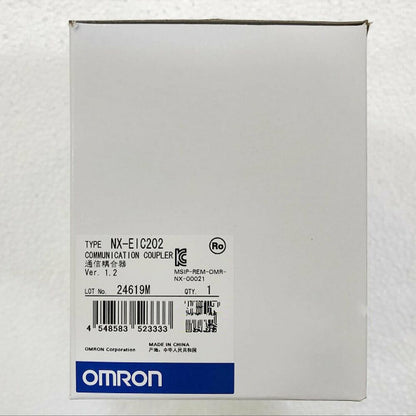 TYPE NX-EIC202
COMMUNICATION COUPLER
通信耦合器
Ver. 1.2
Ro
MSIP-REM-OMR-
NX-00021
LOT No. 24619M QTY. 1
4 548583 523333
OMRON Corporation
MADE IN CHINA
产地：中华人民共和国
OMRON